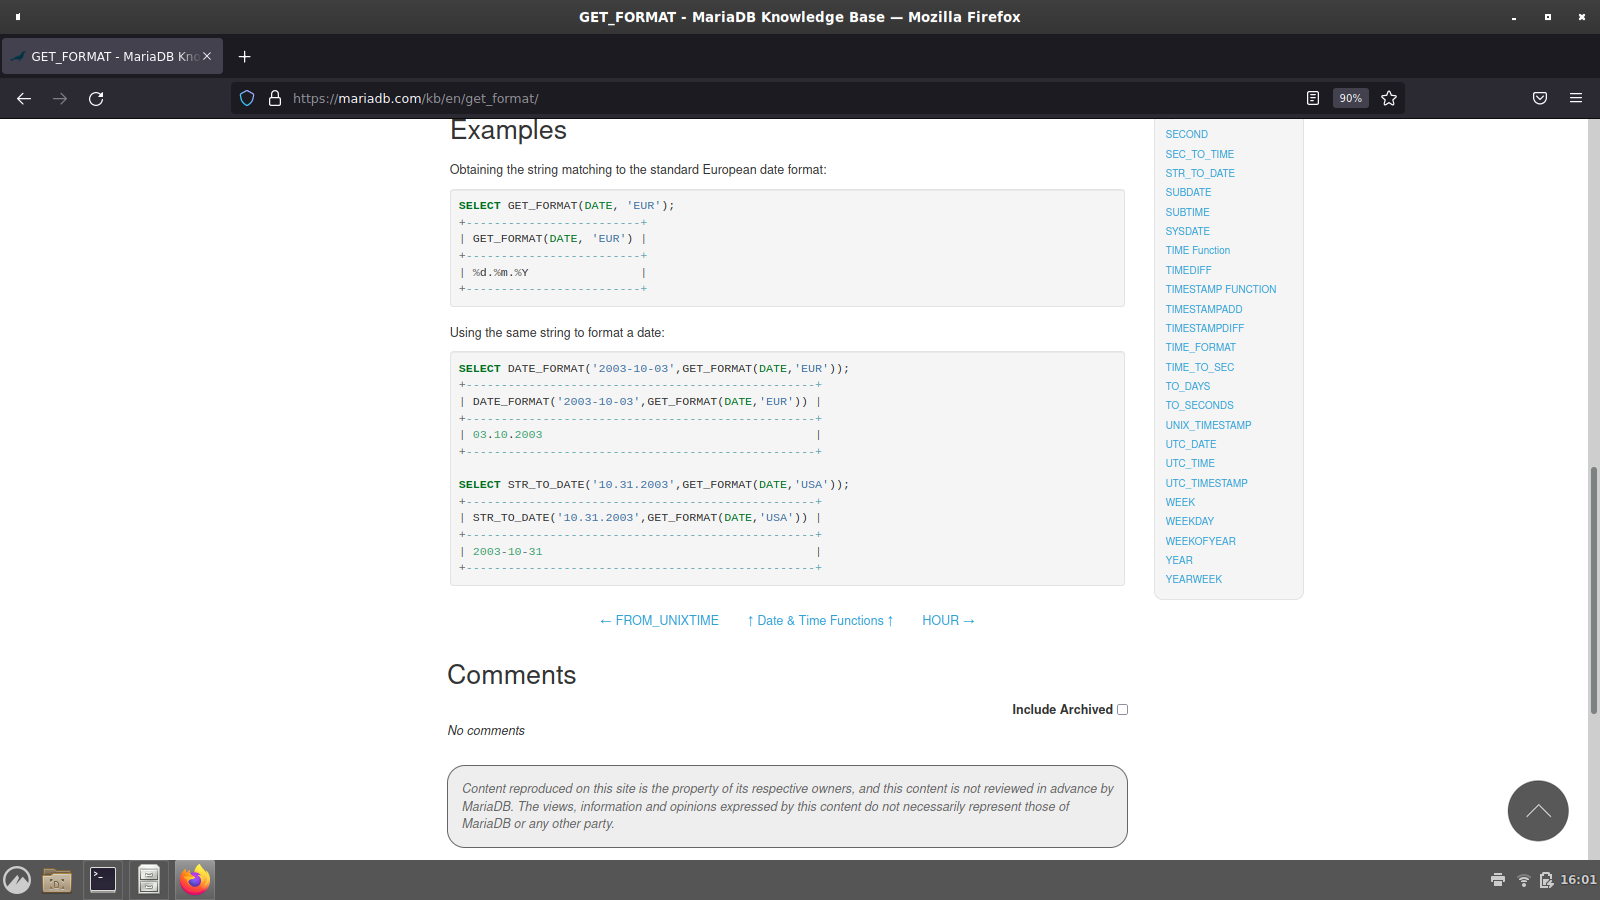 GET_FORMAT - MariaDB Knowledge Base — Mozilla Firefox
GET_FORMAT - MariaDB Kno
https://mariadb.com/kb/en/get_format/
90%
Examples
Obtaining the string matching to the standard European date format:
SELECT GET_FORMAT(DATE, 'EUR');
+-------------------------+
| GET_FORMAT(DATE, 'EUR') |
+-------------------------+
| %d.%m.%Y                |
+-------------------------+
Using the same string to format a date:
SELECT DATE_FORMAT('2003-10-03',GET_FORMAT(DATE,'EUR'));
+--------------------------------------------------+
| DATE_FORMAT('2003-10-03',GET_FORMAT(DATE,'EUR')) |
+--------------------------------------------------+
| 03.10.2003                                       |
+--------------------------------------------------+
SELECT STR_TO_DATE('10.31.2003',GET_FORMAT(DATE,'USA'));
+--------------------------------------------------+
| STR_TO_DATE('10.31.2003',GET_FORMAT(DATE,'USA')) |
+--------------------------------------------------+
| 2003-10-31                                       |
+--------------------------------------------------+
← FROM_UNIXTIME
↑ Date & Time Functions ↑
HOUR →
Comments
Include Archived
No comments
Content reproduced on this site is the property of its respective owners, and this content is not reviewed in advance by
MariaDB. The views, information and opinions expressed by this content do not necessarily represent those of
MariaDB or any other party.
SECOND
SEC_TO_TIME
STR_TO_DATE
SUBDATE
SUBTIME
SYSDATE
TIME Function
TIMEDIFF
TIMESTAMP FUNCTION
TIMESTAMPADD
TIMESTAMPDIFF
TIME_FORMAT
TIME_TO_SEC
TO_DAYS
TO_SECONDS
UNIX_TIMESTAMP
UTC_DATE
UTC_TIME
UTC_TIMESTAMP
WEEK
WEEKDAY
WEEKOFYEAR
YEAR
YEARWEEK
16:01